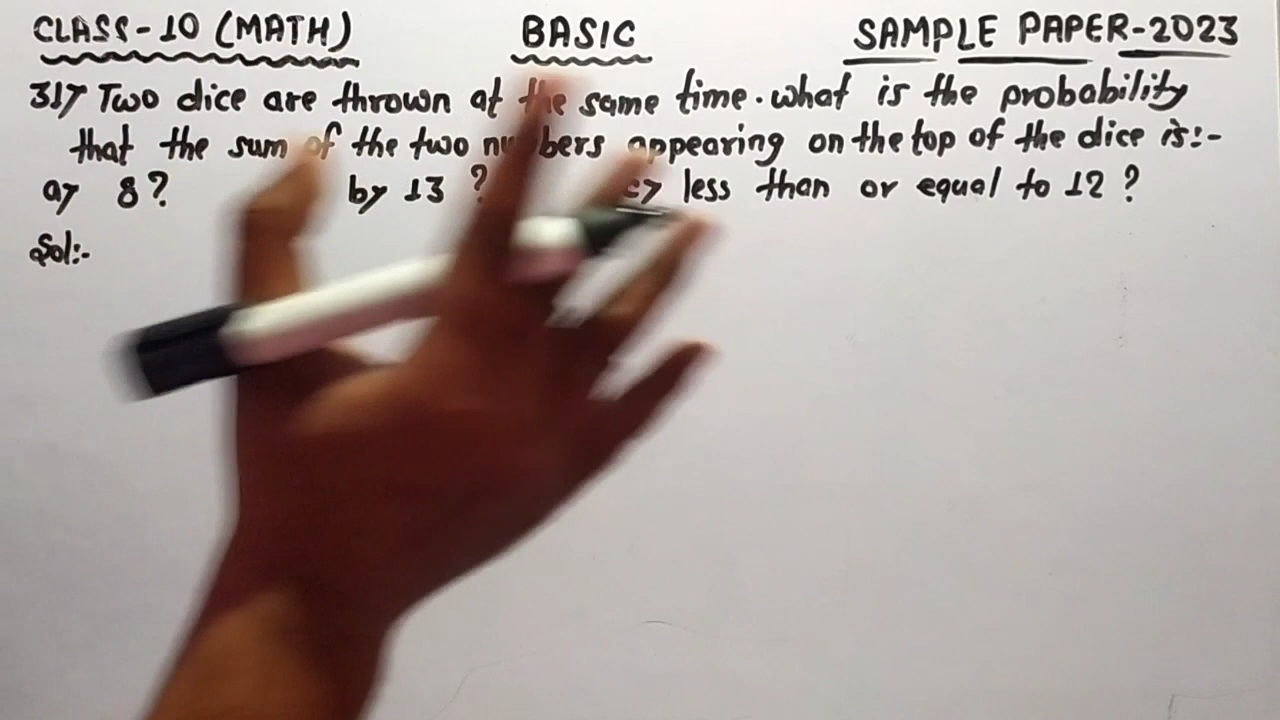 CLASS-10 (MATH) BASIC SAMPLE PAPER-2023
31) Two dice are thrown at the same time. what is the probability
that the sum of the two numbers appearing on the top of the dice is:-
a) 8? b) 13 ? c) less than or equal to 12 ?
Sol:-